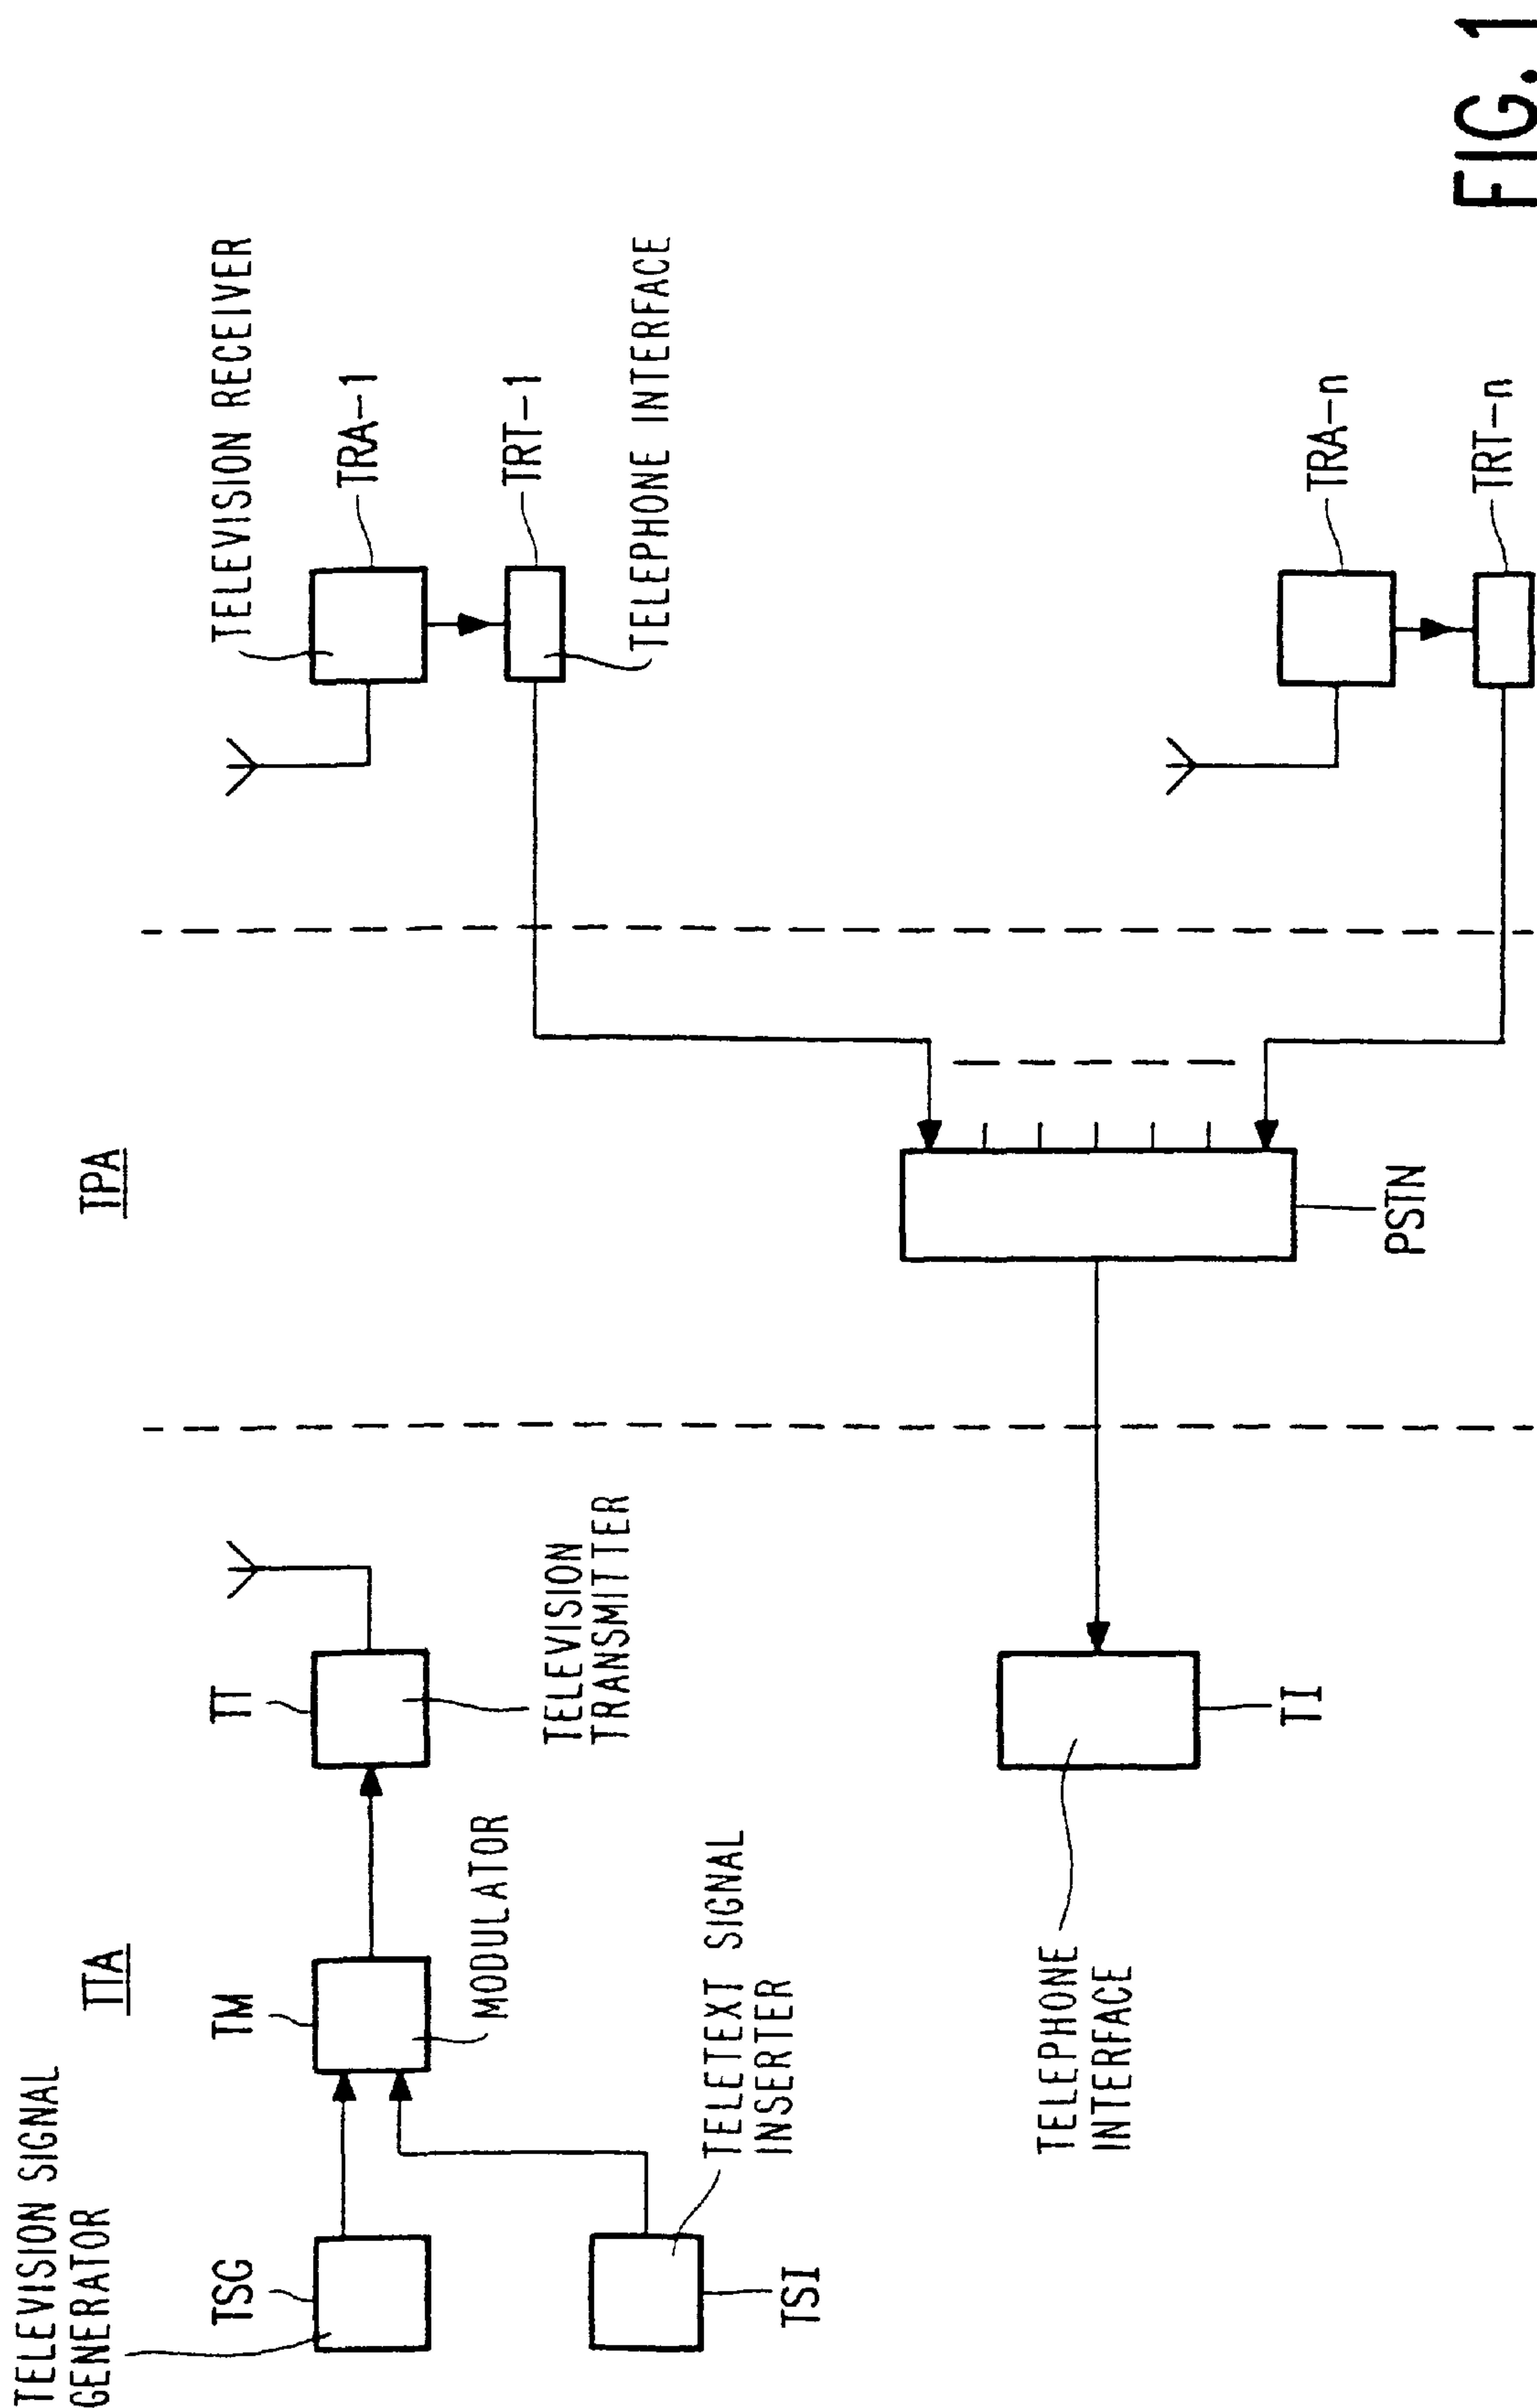 TTA
TPA
TELEVISION SIGNAL
GENERATOR
TSG
TM
TT
TELEVISION RECEIVER
TRA-1
TRT-1
TELEPHONE INTERFACE
MODULATOR
TELEVISION
TRANSMITTER
TELETEXT SIGNAL
INSERTER
TSI
TELEPHONE
INTERFACE
TI
PSTN
TRA-n
TRT-n
FIG. 1